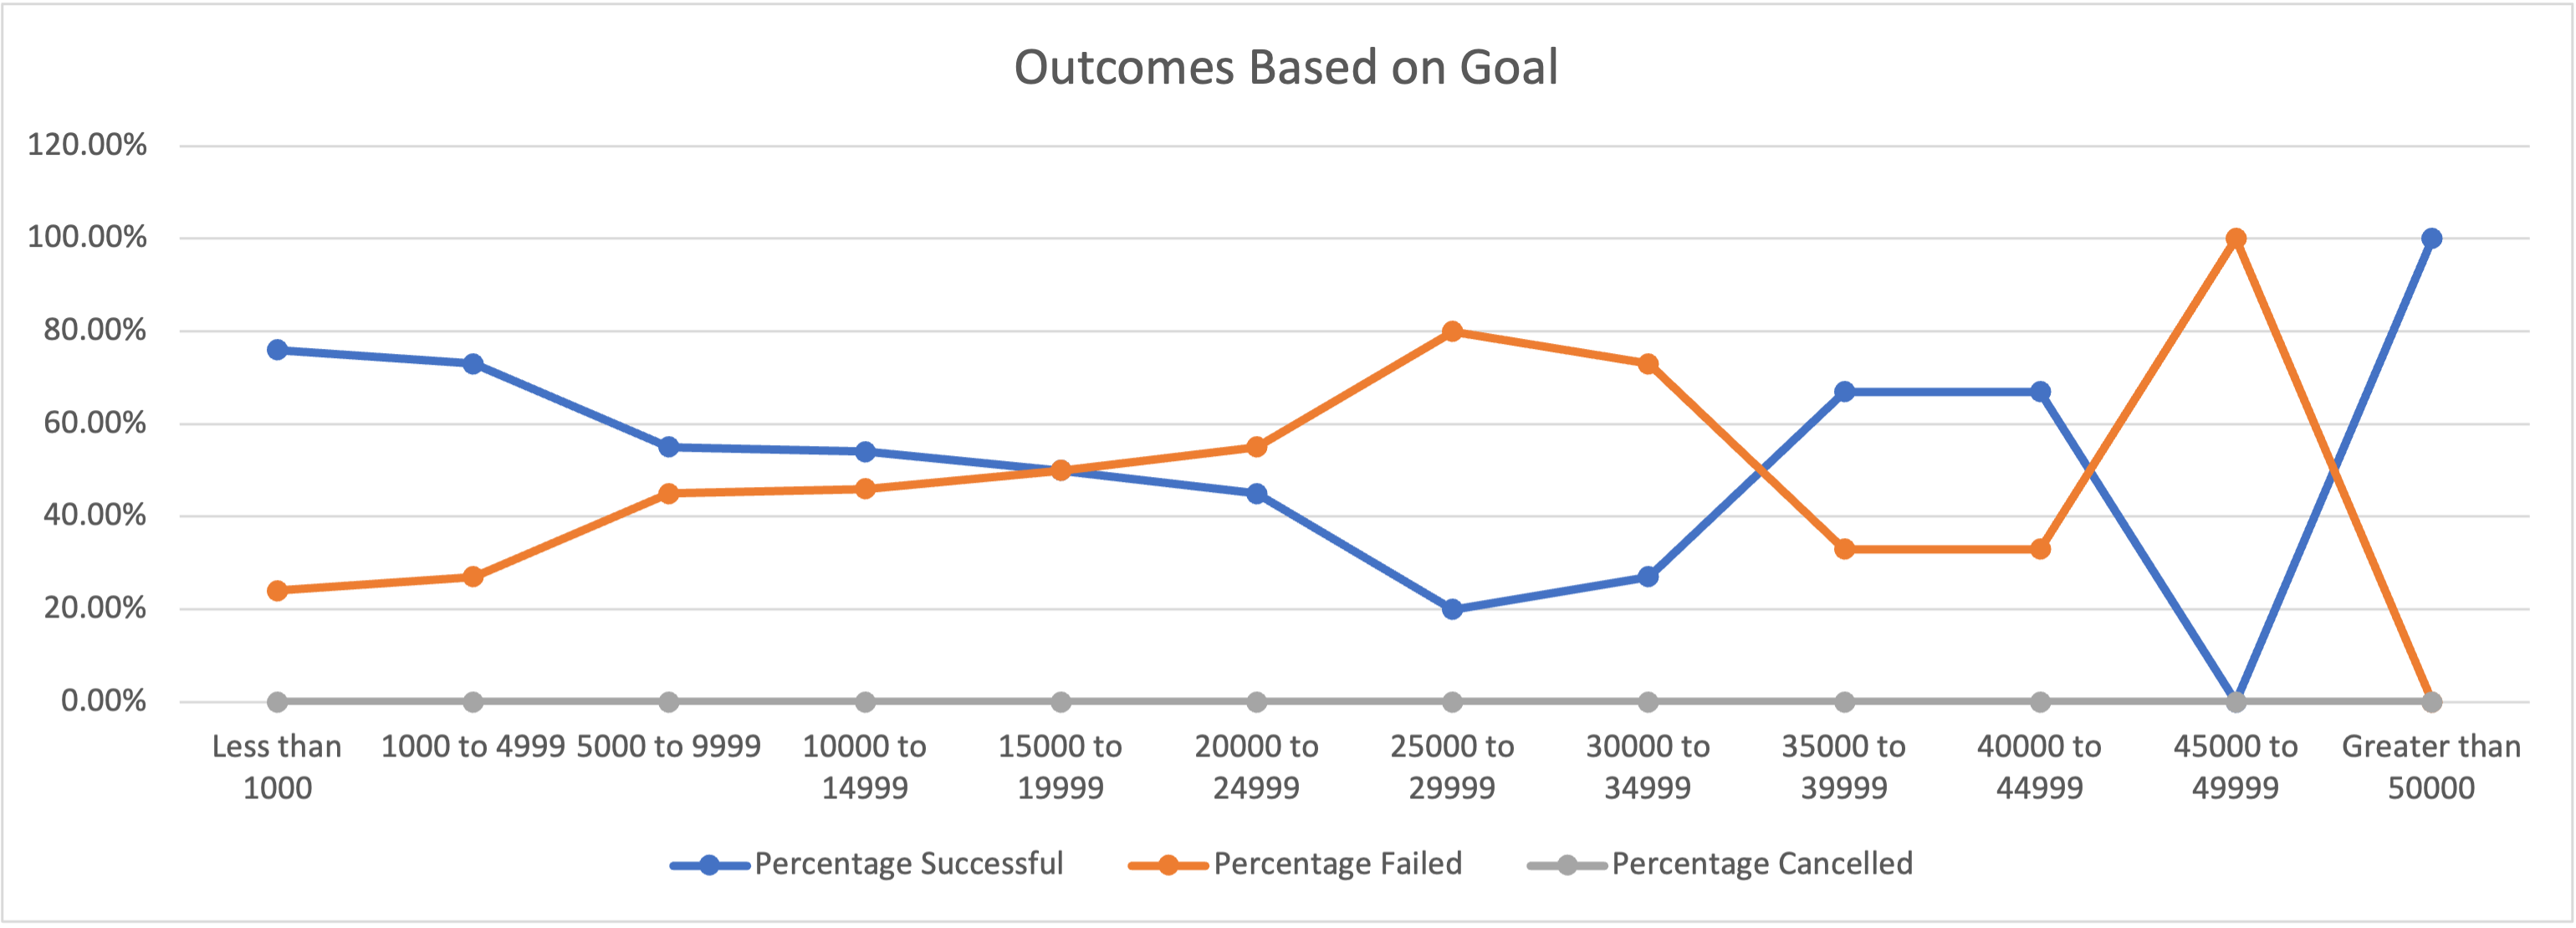 Outcomes Based on Goal
120.00%
100.00%
80.00%
60.00%
40.00%
20.00%
0.00%
Less than 1000 to 4999 5000 to 9999 10000 to 15000 to 20000 to 25000 to 30000 to 35000 to 40000 to 45000 to Greater than
1000 14999 19999 24999 29999 34999 39999 44999 49999 50000
Percentage Successful Percentage Failed Percentage Cancelled